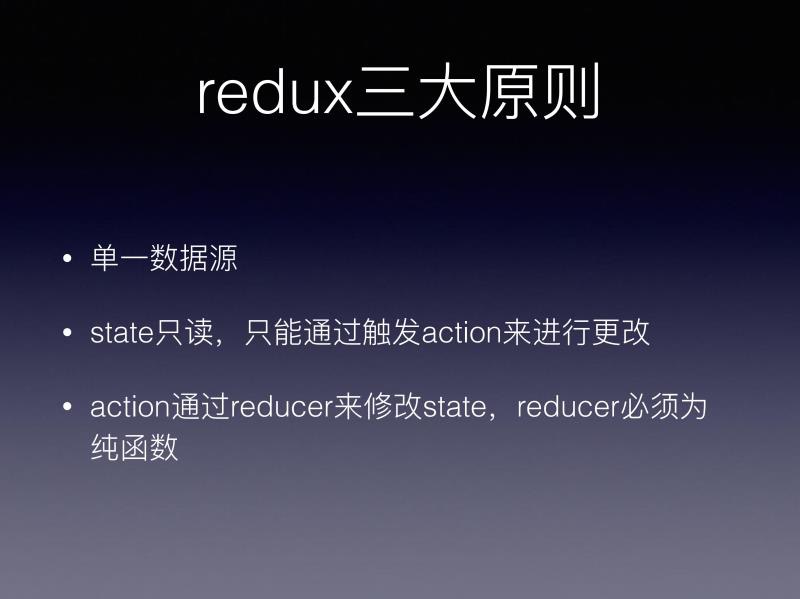 redux三大原则
• 单一数据源
• state只读，只能通过触发action来进行更改
• action通过reducer来修改state，reducer必须为
纯函数